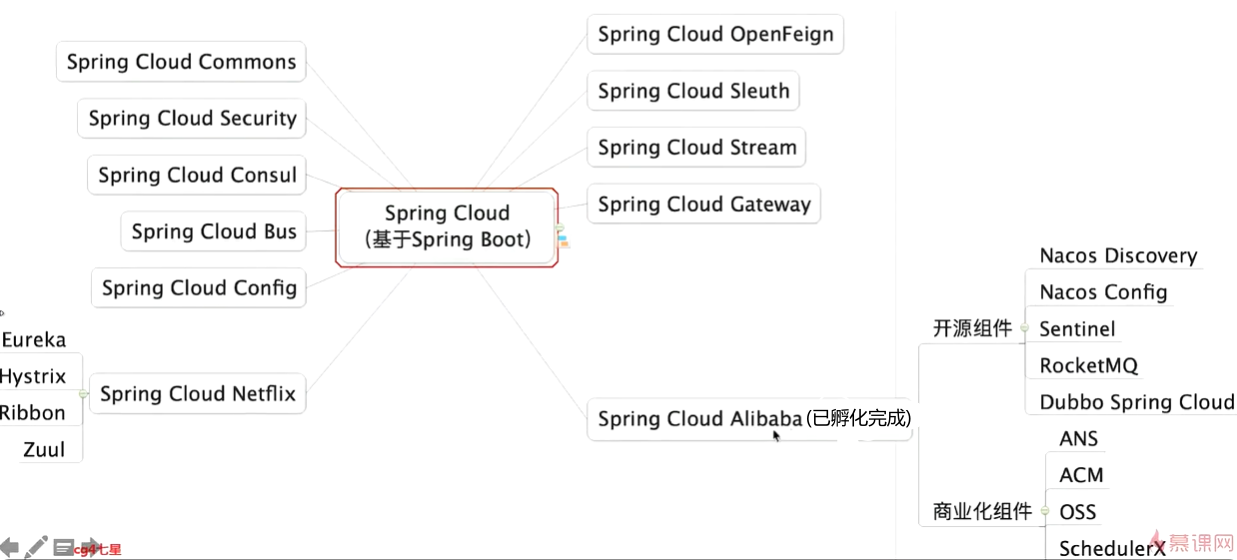 Spring Cloud Commons
Spring Cloud Security
Spring Cloud Consul
Spring Cloud Bus
Spring Cloud Config
Spring Cloud Netflix
Eureka
Hystrix
Ribbon
Zuul
Spring Cloud
(基于Spring Boot)
Spring Cloud OpenFeign
Spring Cloud Sleuth
Spring Cloud Stream
Spring Cloud Gateway
Spring Cloud Alibaba(已孵化完成)
开源组件
Nacos Discovery
Nacos Config
Sentinel
RocketMQ
Dubbo Spring Cloud
商业化组件
ANS
ACM
OSS
SchedulerX
cg4七星
慕课网